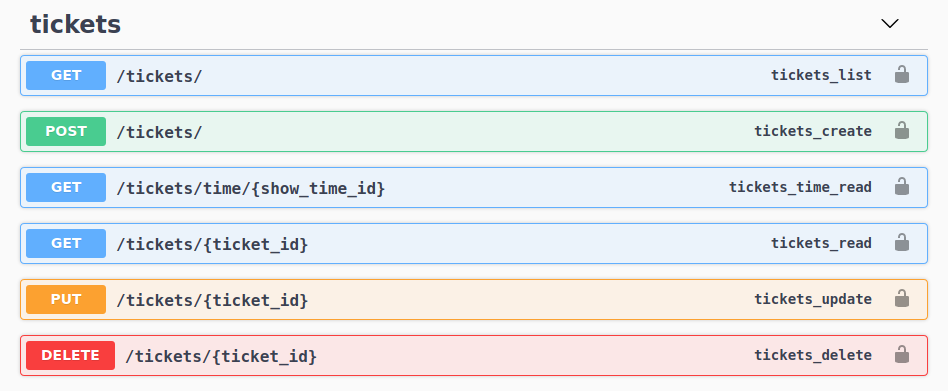 tickets
GET /tickets/ tickets_list
POST /tickets/ tickets_create
GET /tickets/time/{show_time_id} tickets_time_read
GET /tickets/{ticket_id} tickets_read
PUT /tickets/{ticket_id} tickets_update
DELETE /tickets/{ticket_id} tickets_delete